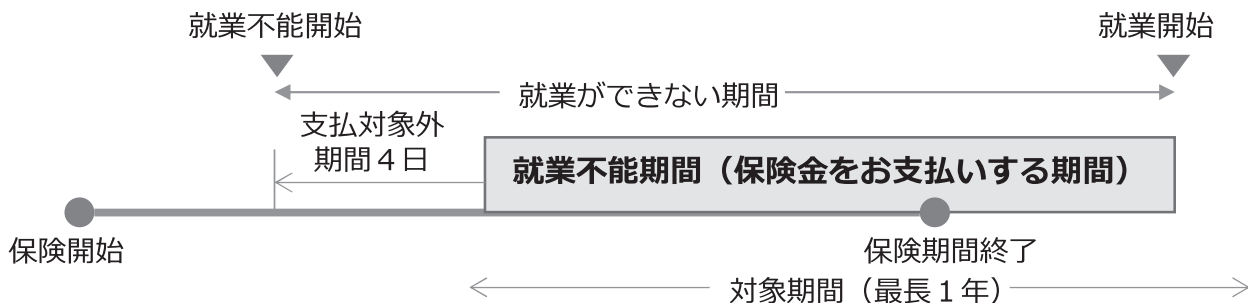 就業不能開始
就業開始
就業ができない期間
支払対象外
期間４日
就業不能期間（保険金をお支払いする期間）
保険開始
保険期間終了
対象期間（最長１年）